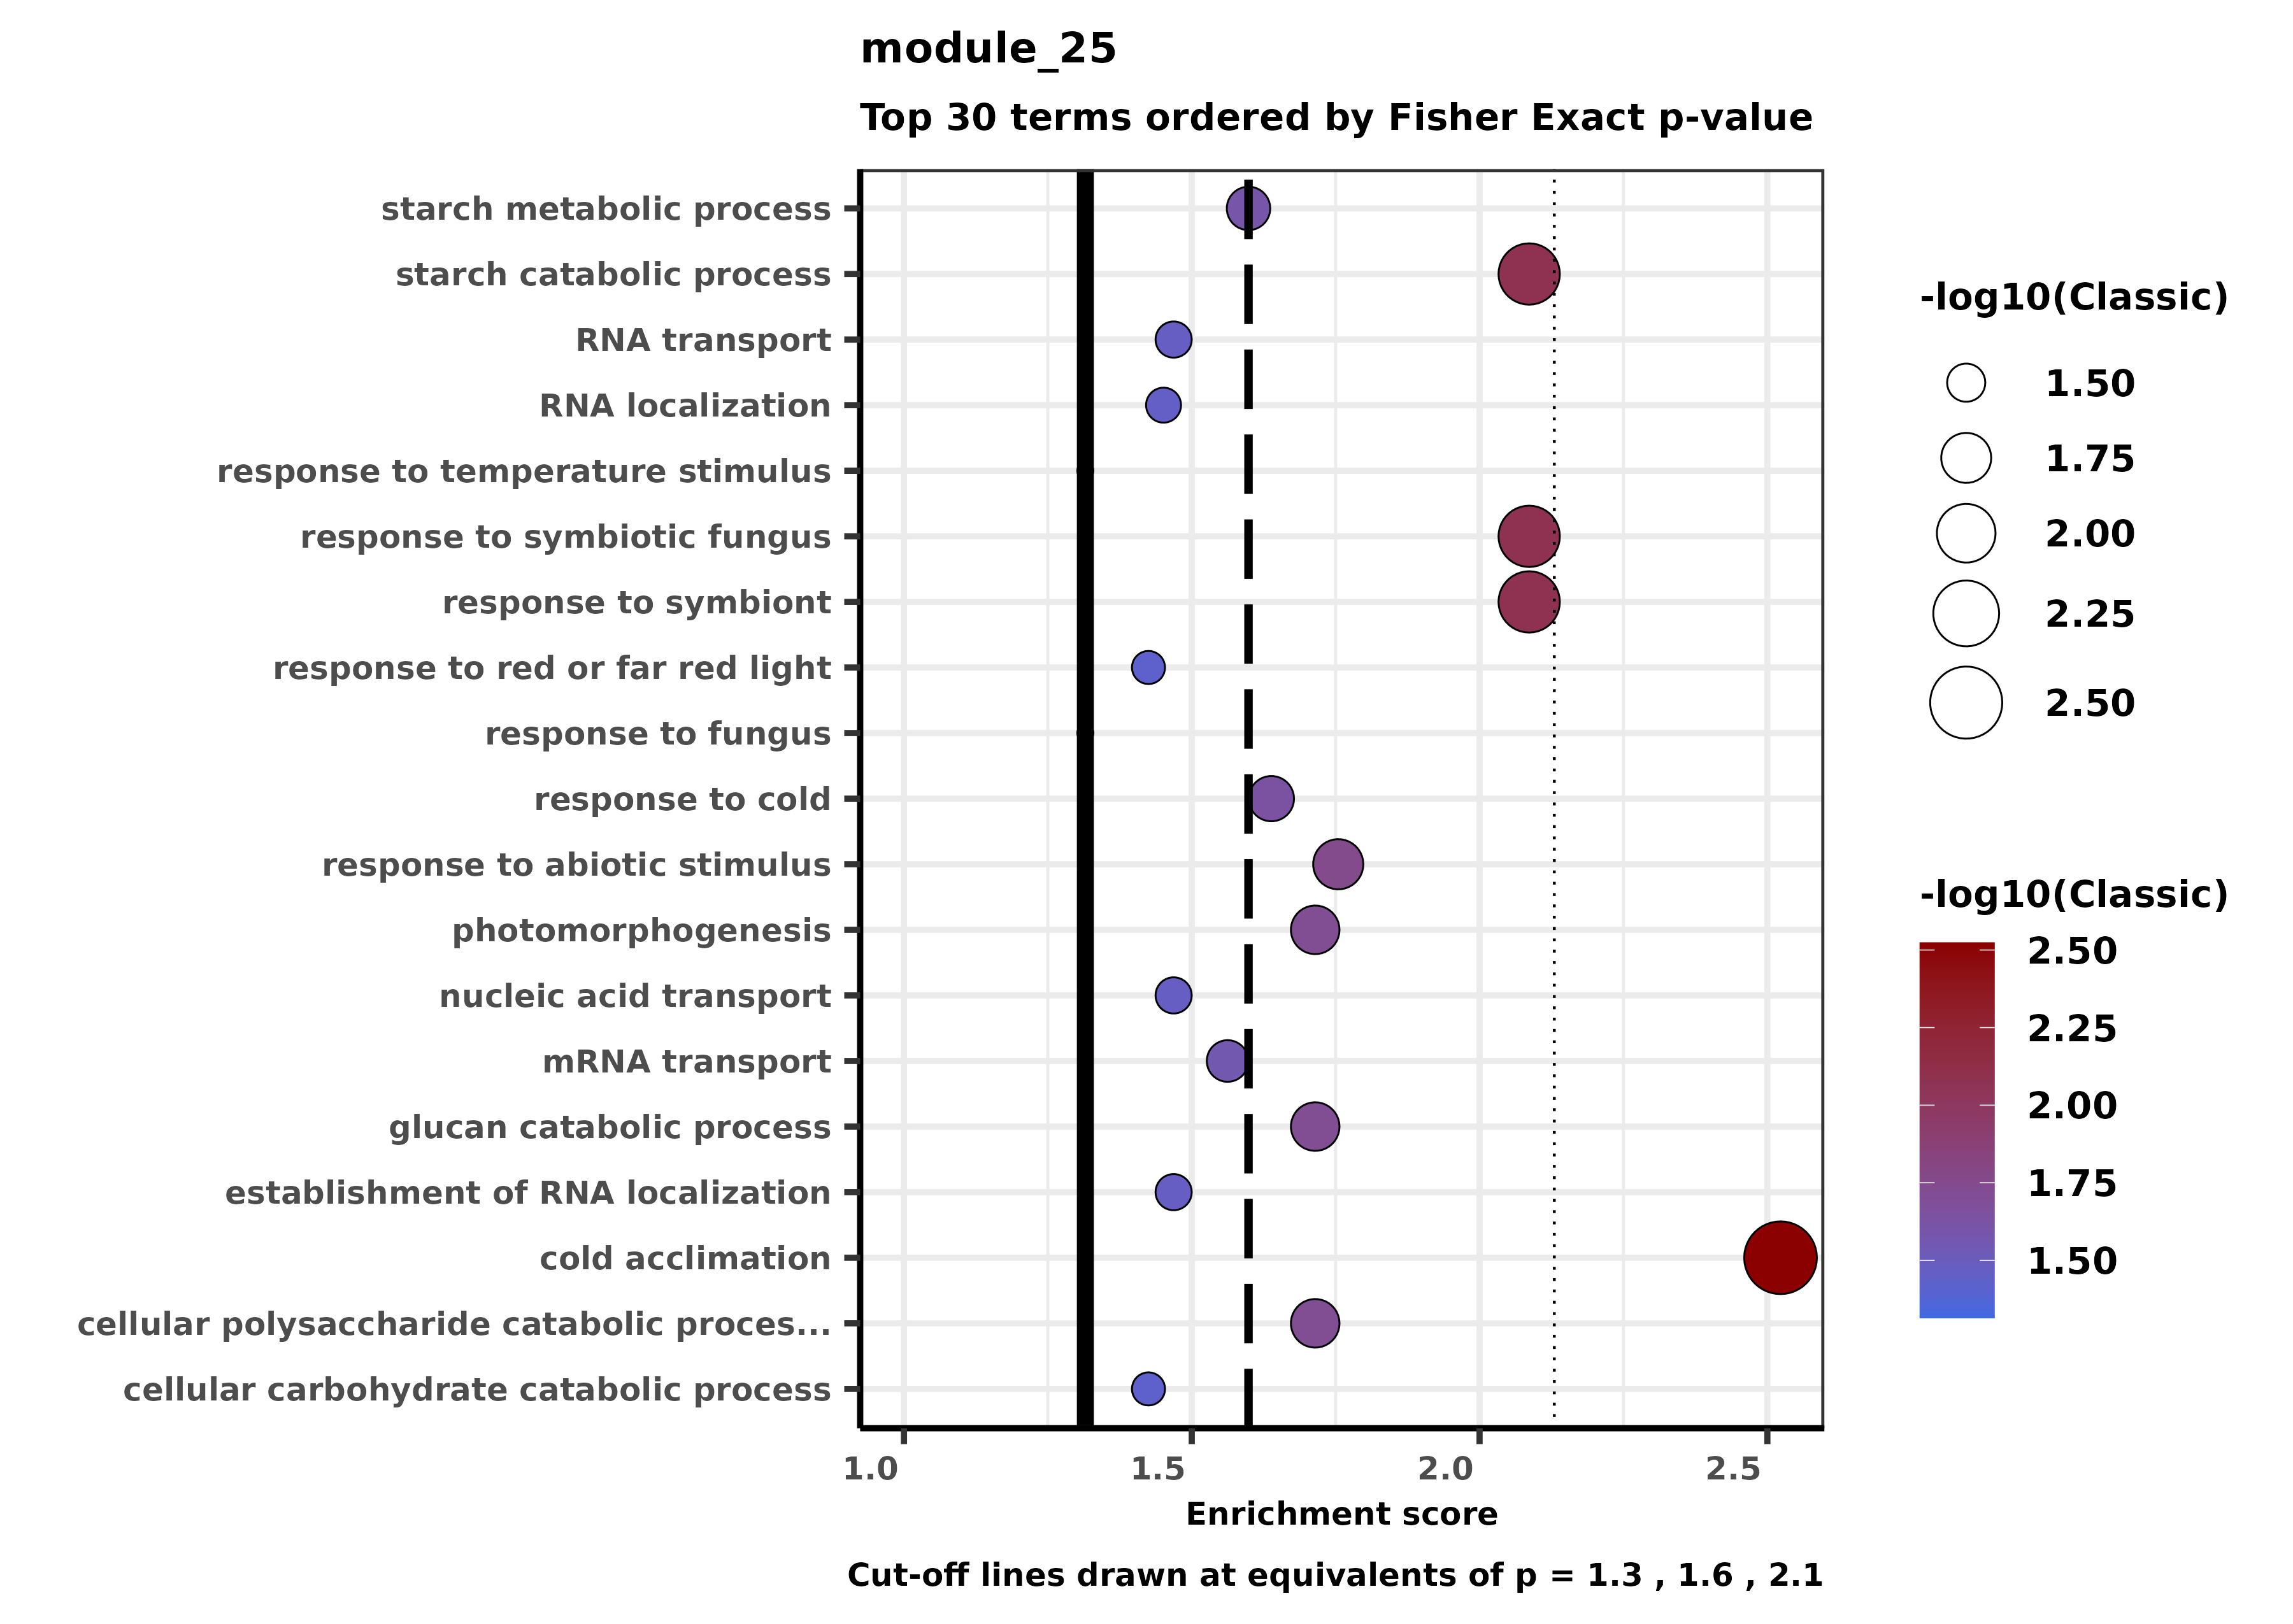 module_25
Top 30 terms ordered by Fisher Exact p-value
starch metabolic process
starch catabolic process
RNA transport
RNA localization
response to temperature stimulus
response to symbiotic fungus
response to symbiont
response to red or far red light
response to fungus
response to cold
response to abiotic stimulus
photomorphogenesis
nucleic acid transport
mRNA transport
glucan catabolic process
establishment of RNA localization
cold acclimation
cellular polysaccharide catabolic proces...
cellular carbohydrate catabolic process
1.0 1.5 2.0 2.5
Enrichment score
Cut-off lines drawn at equivalents of p = 1.3 , 1.6 , 2.1
-log10(Classic)
1.50
1.75
2.00
2.25
2.50
-log10(Classic)
2.50
2.25
2.00
1.75
1.50